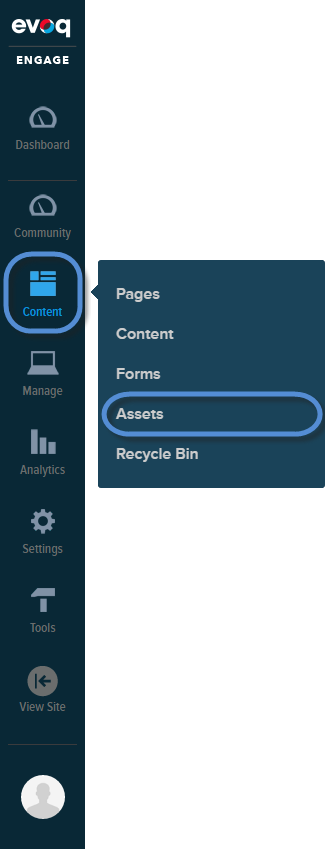 evoq
ENGAGE
Dashboard
Community
Content
Manage
Analytics
Settings
Tools
View Site
Pages
Content
Forms
Assets
Recycle Bin